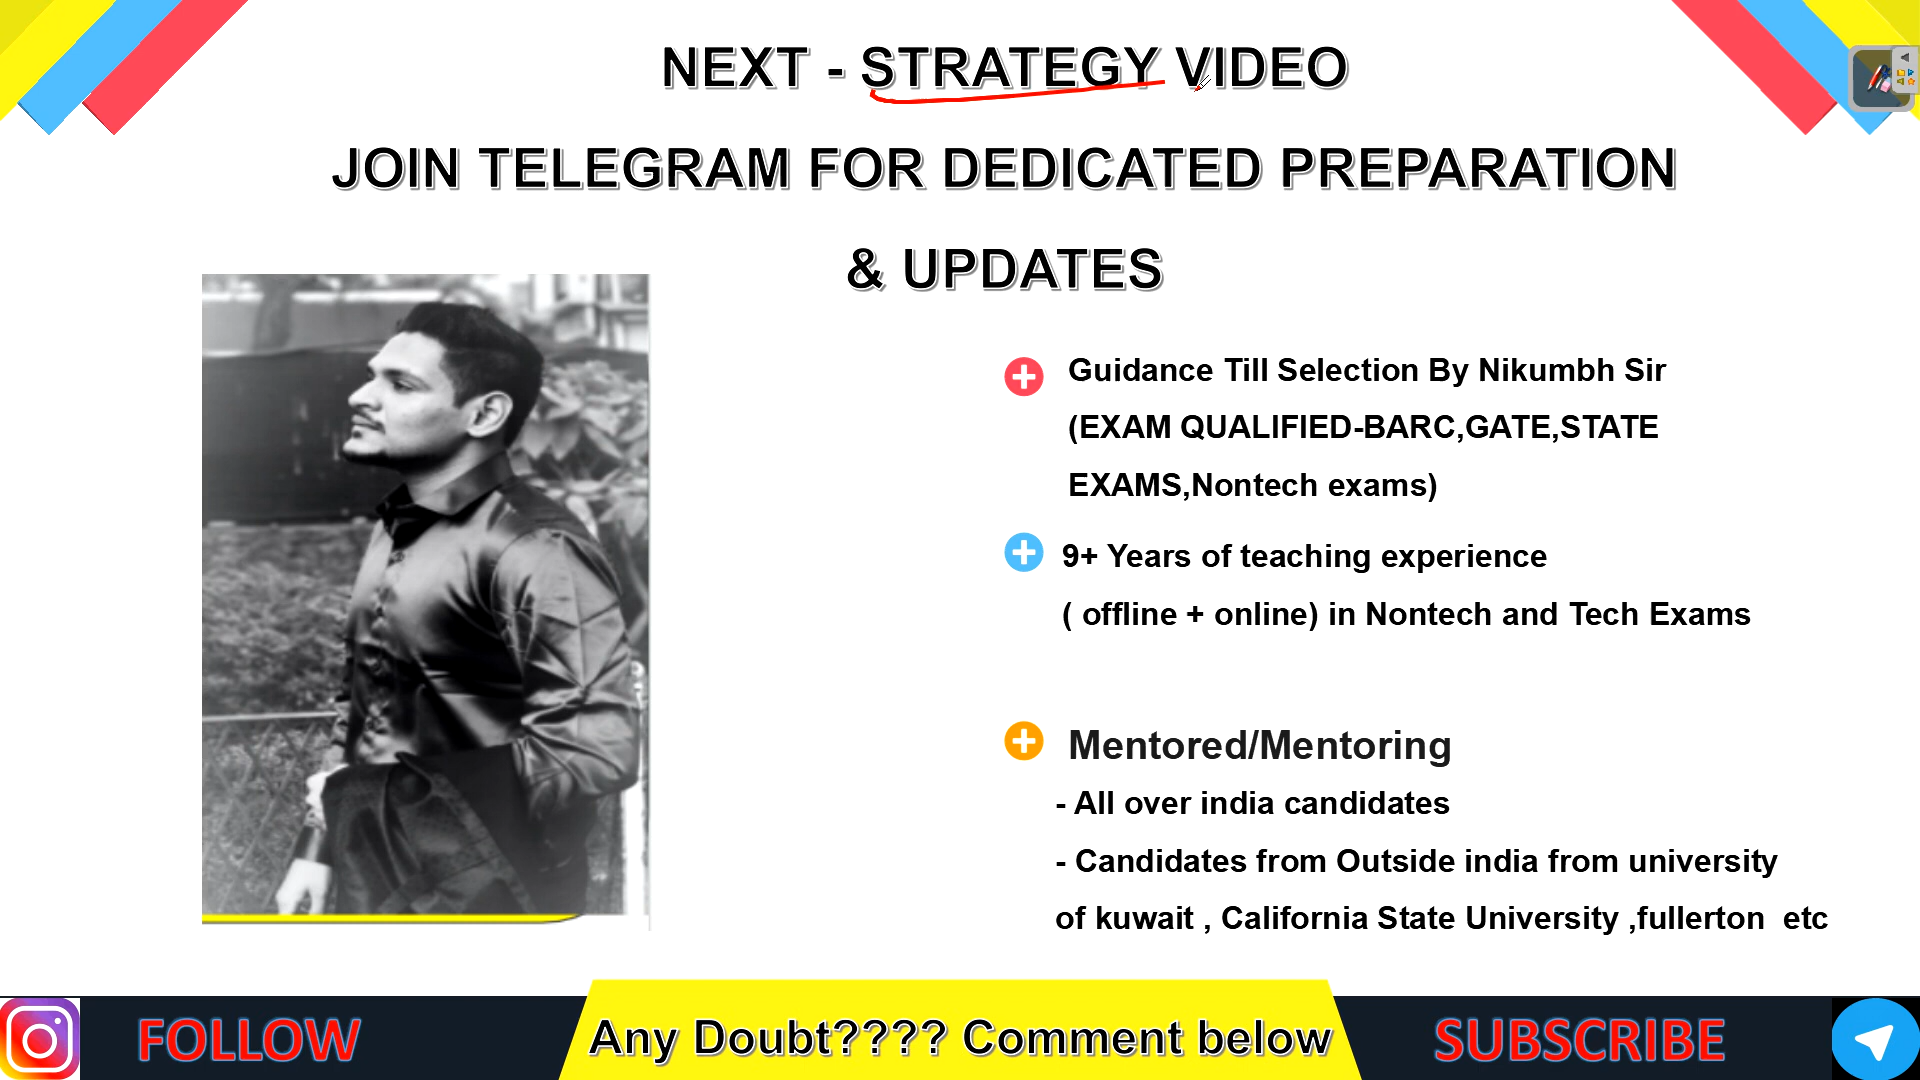 NEXT - STRATEGY VIDEO
JOIN TELEGRAM FOR DEDICATED PREPARATION
& UPDATES
Guidance Till Selection By Nikumbh Sir
(EXAM QUALIFIED-BARC,GATE,STATE
EXAMS,Nontech exams)
9+ Years of teaching experience
( offline + online) in Nontech and Tech Exams
Mentored/Mentoring
- All over india candidates
- Candidates from Outside india from university
of kuwait , California State University ,fullerton etc
FOLLOW
Any Doubt???? Comment below
SUBSCRIBE